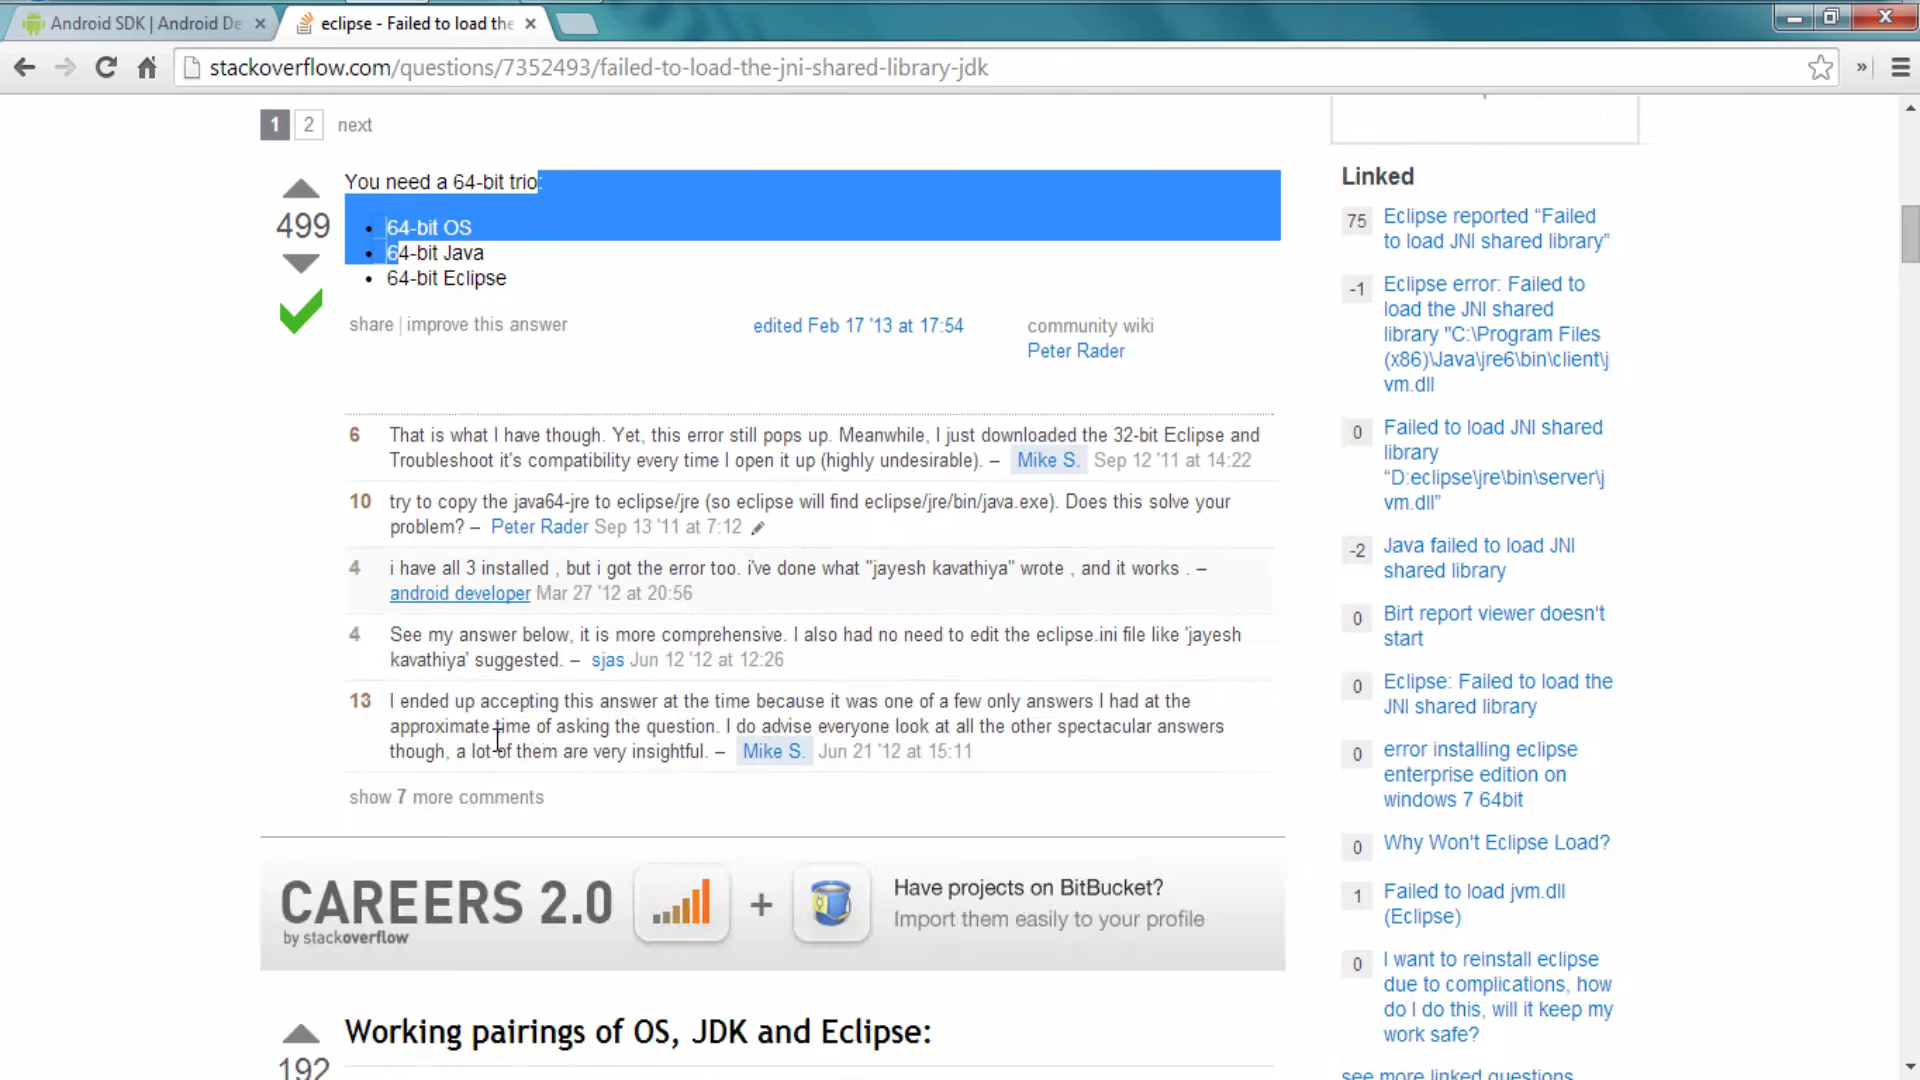 Android SDK | Android De
eclipse - Failed to load the
stackoverflow.com/questions/7352493/failed-to-load-the-jni-shared-library-jdk
1 2 next
You need a 64-bit trio:
499
• 64-bit OS
• 64-bit Java
• 64-bit Eclipse
share | improve this answer
edited Feb 17 '13 at 17:54
community wiki
Peter Rader
6 That is what I have though. Yet, this error still pops up. Meanwhile, I just downloaded the 32-bit Eclipse and
Troubleshoot it's compatibility every time I open it up (highly undesirable). – Mike S. Sep 12 '11 at 14:22
10 try to copy the java64-jre to eclipse/jre (so eclipse will find eclipse/jre/bin/java.exe). Does this solve your
problem? – Peter Rader Sep 13 '11 at 7:12
4 i have all 3 installed , but i got the error too. i've done what "jayesh kavathiya" wrote , and it works . –
android developer Mar 27 '12 at 20:56
4 See my answer below, it is more comprehensive. I also had no need to edit the eclipse.ini file like 'jayesh
kavathiya' suggested. – sjas Jun 12 '12 at 12:26
13 I ended up accepting this answer at the time because it was one of a few only answers I had at the
approximate time of asking the question. I do advise everyone look at all the other spectacular answers
though, a lot of them are very insightful. – Mike S. Jun 21 '12 at 15:11
show 7 more comments
CAREERS 2.0
by stackoverflow
+
Have projects on BitBucket?
Import them easily to your profile
Working pairings of OS, JDK and Eclipse:
192
Linked
75 Eclipse reported “Failed
to load JNI shared library”
-1 Eclipse error: Failed to
load the JNI shared
library "C:\Program Files
(x86)\Java\jre6\bin\client\j
vm.dll
0 Failed to load JNI shared
library
“D:eclipse\jre\bin\server\j
vm.dll”
-2 Java failed to load JNI
shared library
0 Birt report viewer doesn't
start
0 Eclipse: Failed to load the
JNI shared library
0 error installing eclipse
enterprise edition on
windows 7 64bit
0 Why Won't Eclipse Load?
1 Failed to load jvm.dll
(Eclipse)
0 I want to reinstall eclipse
due to complications, how
do I do this, will it keep my
work safe?
see more linked questions